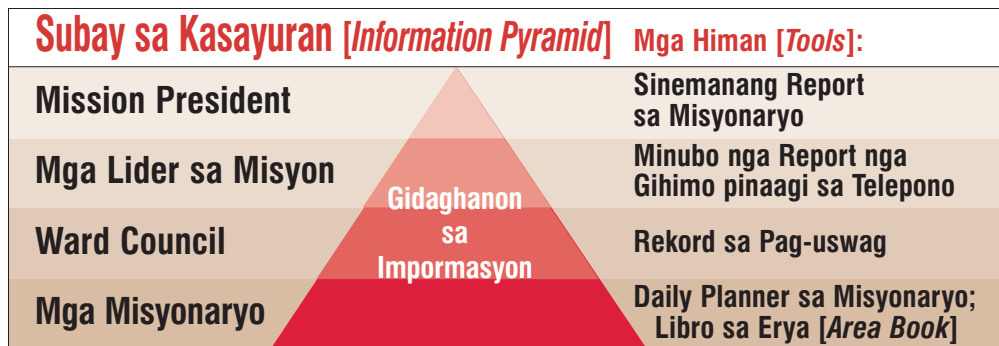 Subay sa Kasayuran [Information Pyramid]
Mga Himan [Tools]:
Mission President
Sinemanang Report
sa Misyonaryo
Mga Lider sa Misyon
Minubo nga Report nga
Gihimo pinaagi sa Telepono
Ward Council
Rekord sa Pag-uswag
Mga Misyonaryo
Daily Planner sa Misyonaryo;
Libro sa Erya [Area Book]
Gidaghanon
sa
Impormasyon